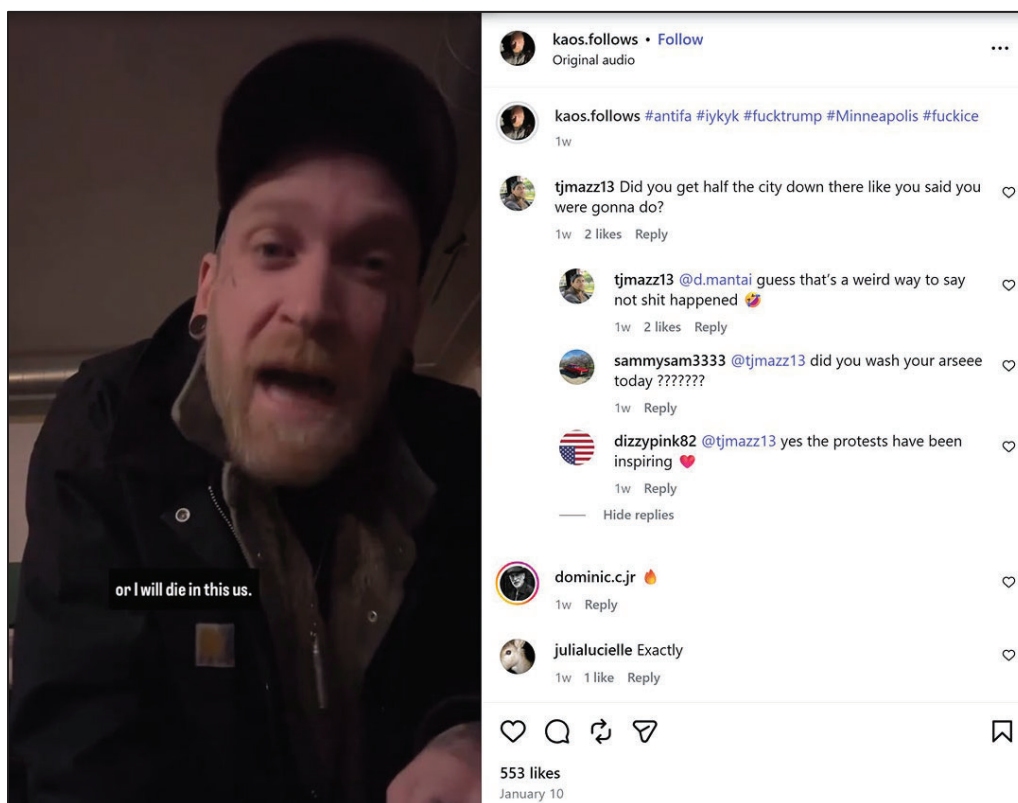 kaos.follows • Follow
Original audio
kaos.follows #antifa #iykyk #fucktrump #Minneapolis #fuckice
1w
tjmazz13 Did you get half the city down there like you said you
were gonna do?
1w 2 likes Reply
tjmazz13 @d.mantai guess that's a weird way to say
not shit happened 🤣
1w 2 likes Reply
sammysam3333 @tjmazz13 did you wash your arseee
today ???????
1w Reply
dizzypink82 @tjmazz13 yes the protests have been
inspiring ❤️
1w Reply
Hide replies
dominic.c.jr 🔥
1w Reply
julialucielle Exactly
1w 1 like Reply
553 likes
January 10
or I will die in this us.